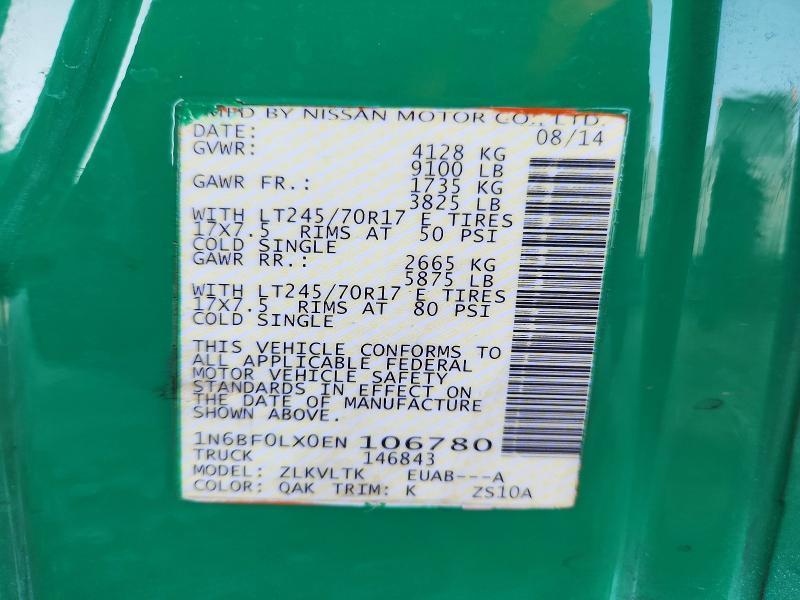 MFD BY NISSAN MOTOR CO., LTD.
DATE: 08/14
GVWR: 4128 KG
9100 LB
GAWR FR.: 1735 KG
3825 LB
WITH LT245/70R17 E TIRES
17X7.5 RIMS AT 50 PSI
COLD SINGLE
GAWR RR.: 2665 KG
5875 LB
WITH LT245/70R17 E TIRES
17X7.5 RIMS AT 80 PSI
COLD SINGLE
THIS VEHICLE CONFORMS TO
ALL APPLICABLE FEDERAL
MOTOR VEHICLE SAFETY
STANDARDS IN EFFECT ON
THE DATE OF MANUFACTURE
SHOWN ABOVE.
1N6BF0LX0EN 106780
TRUCK 146843
MODEL: ZLKVLTK EUAB---A
COLOR: QAK TRIM: K ZS10A